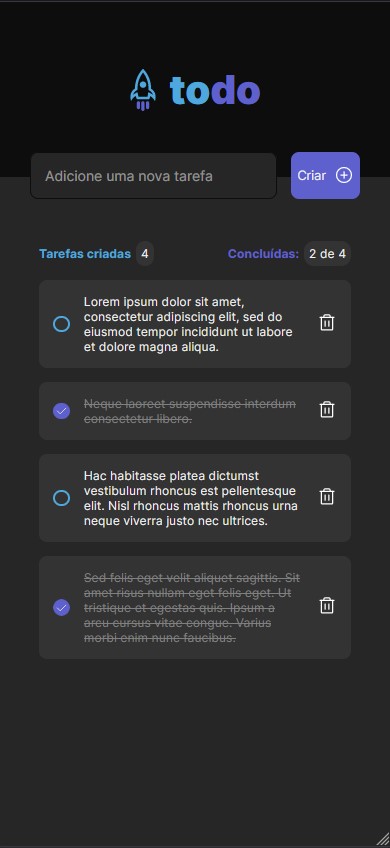 todo
Adicione uma nova tarefa
Criar
Tarefas criadas 4
Concluídas: 2 de 4
Lorem ipsum dolor sit amet,
consectetur adipiscing elit, sed do
eiusmod tempor incididunt ut labore
et dolore magna aliqua.
Neque laoreet suspendisse interdum
consectetur libero.
Hac habitasse platea dictumst
vestibulum rhoncus est pellentesque
elit. Nisl rhoncus mattis rhoncus urna
neque viverra justo nec ultrices.
Sed felis eget velit aliquet sagittis. Sit
amet risus nullam eget felis eget. Ut
tristique et egestas quis. Ipsum a
arcu cursus vitae congue. Varius
morbi enim nunc faucibus.